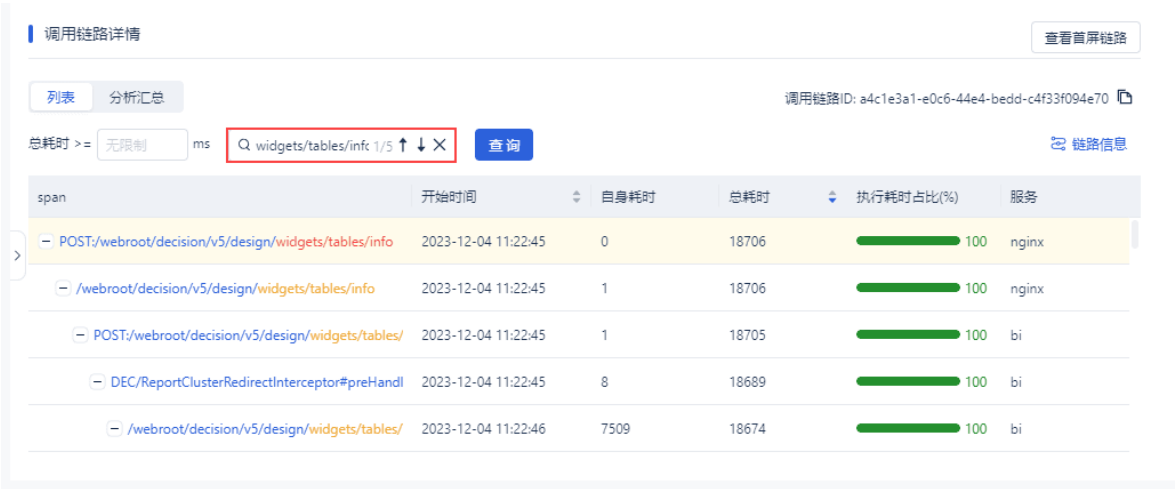 调用链路详情
查看首屏链路
列表 分析汇总 调用链路ID: a4c1e3a1-e0c6-44e4-bedd-c4f33f094e70
总耗时 >= 无限制 ms widgets/tables/infc 1/5 查询 链路信息
span 开始时间 自身耗时 总耗时 执行耗时占比(%) 服务
POST:/webroot/decision/v5/design/widgets/tables/info 2023-12-04 11:22:45 0 18706 100 nginx
/webroot/decision/v5/design/widgets/tables/info 2023-12-04 11:22:45 1 18706 100 nginx
POST:/webroot/decision/v5/design/widgets/tables/ 2023-12-04 11:22:45 1 18705 100 bi
DEC/ReportClusterRedirectInterceptor#preHandl 2023-12-04 11:22:45 8 18689 100 bi
/webroot/decision/v5/design/widgets/tables/ 2023-12-04 11:22:46 7509 18674 100 bi